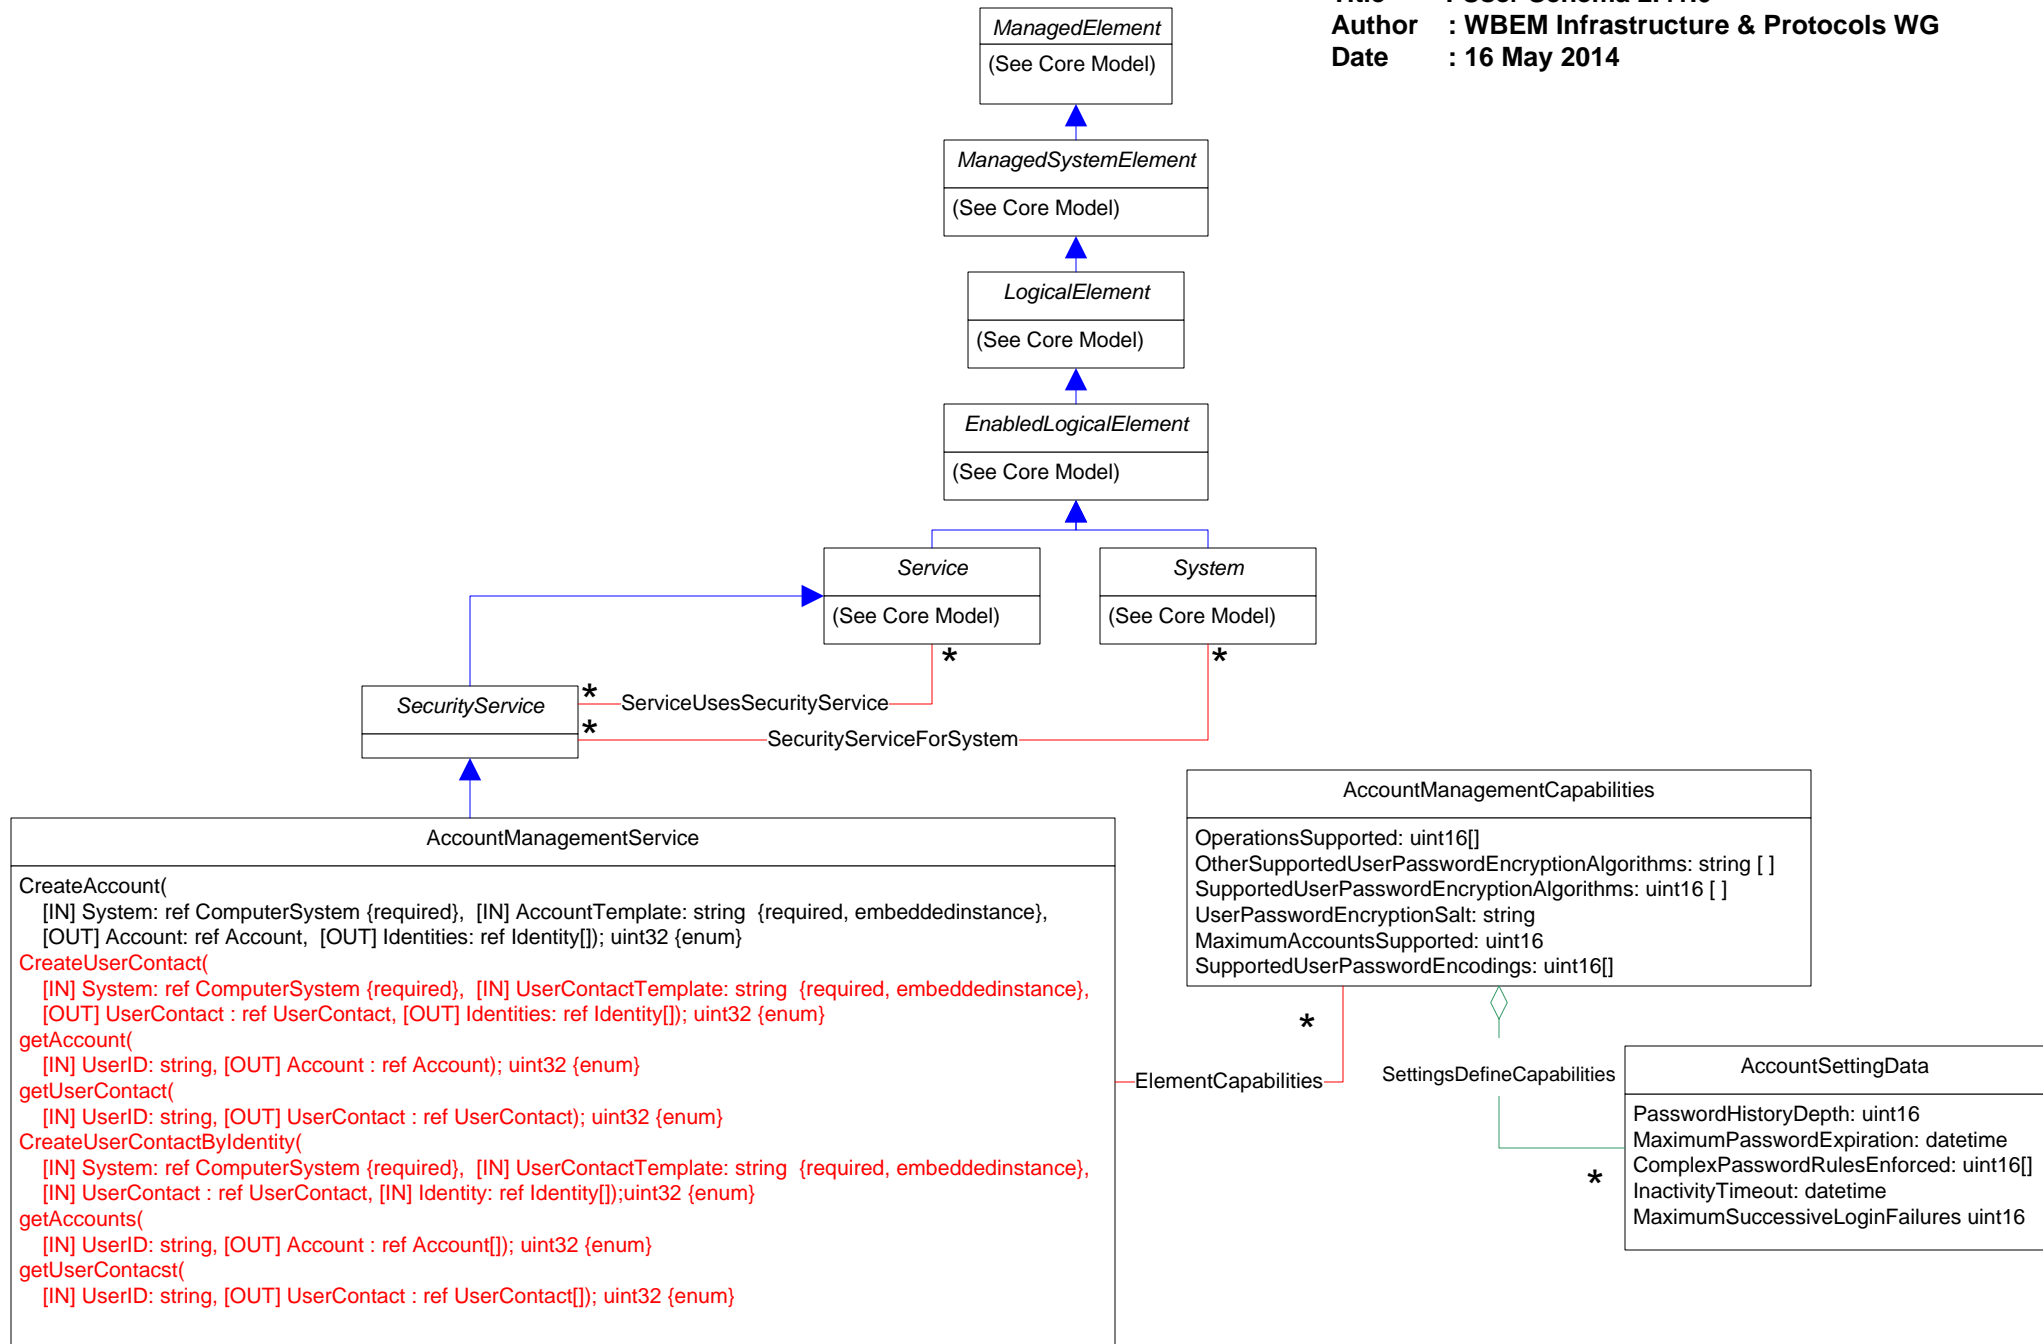 Author : WBEM Infrastructure & Protocols WG
Date : 16 May 2014
ManagedElement
(See Core Model)
ManagedSystemElement
(See Core Model)
LogicalElement
(See Core Model)
EnabledLogicalElement
(See Core Model)
Service
(See Core Model)
System
(See Core Model)
*
*
SecurityService
*
ServiceUsesSecurityService
*
SecurityServiceForSystem
AccountManagementService
CreateAccount(
[IN] System: ref ComputerSystem {required}, [IN] AccountTemplate: string {required, embeddedinstance},
[OUT] Account: ref Account, [OUT] Identities: ref Identity[]); uint32 {enum}
CreateUserContact(
[IN] System: ref ComputerSystem {required}, [IN] UserContactTemplate: string {required, embeddedinstance},
[OUT] UserContact : ref UserContact, [OUT] Identities: ref Identity[]); uint32 {enum}
getAccount(
[IN] UserID: string, [OUT] Account : ref Account); uint32 {enum}
getUserContact(
[IN] UserID: string, [OUT] UserContact : ref UserContact); uint32 {enum}
CreateUserContactByIdentity(
[IN] System: ref ComputerSystem {required}, [IN] UserContactTemplate: string {required, embeddedinstance},
[IN] UserContact : ref UserContact, [IN] Identity: ref Identity[]);uint32 {enum}
getAccounts(
[IN] UserID: string, [OUT] Account : ref Account[]); uint32 {enum}
getUserContacst(
[IN] UserID: string, [OUT] UserContact : ref UserContact[]); uint32 {enum}
AccountManagementCapabilities
OperationsSupported: uint16[]
OtherSupportedUserPasswordEncryptionAlgorithms: string [ ]
SupportedUserPasswordEncryptionAlgorithms: uint16 [ ]
UserPasswordEncryptionSalt: string
MaximumAccountsSupported: uint16
SupportedUserPasswordEncodings: uint16[]
*
ElementCapabilities
SettingsDefineCapabilities
*
AccountSettingData
PasswordHistoryDepth: uint16
MaximumPasswordExpiration: datetime
ComplexPasswordRulesEnforced: uint16[]
InactivityTimeout: datetime
MaximumSuccessiveLoginFailures uint16